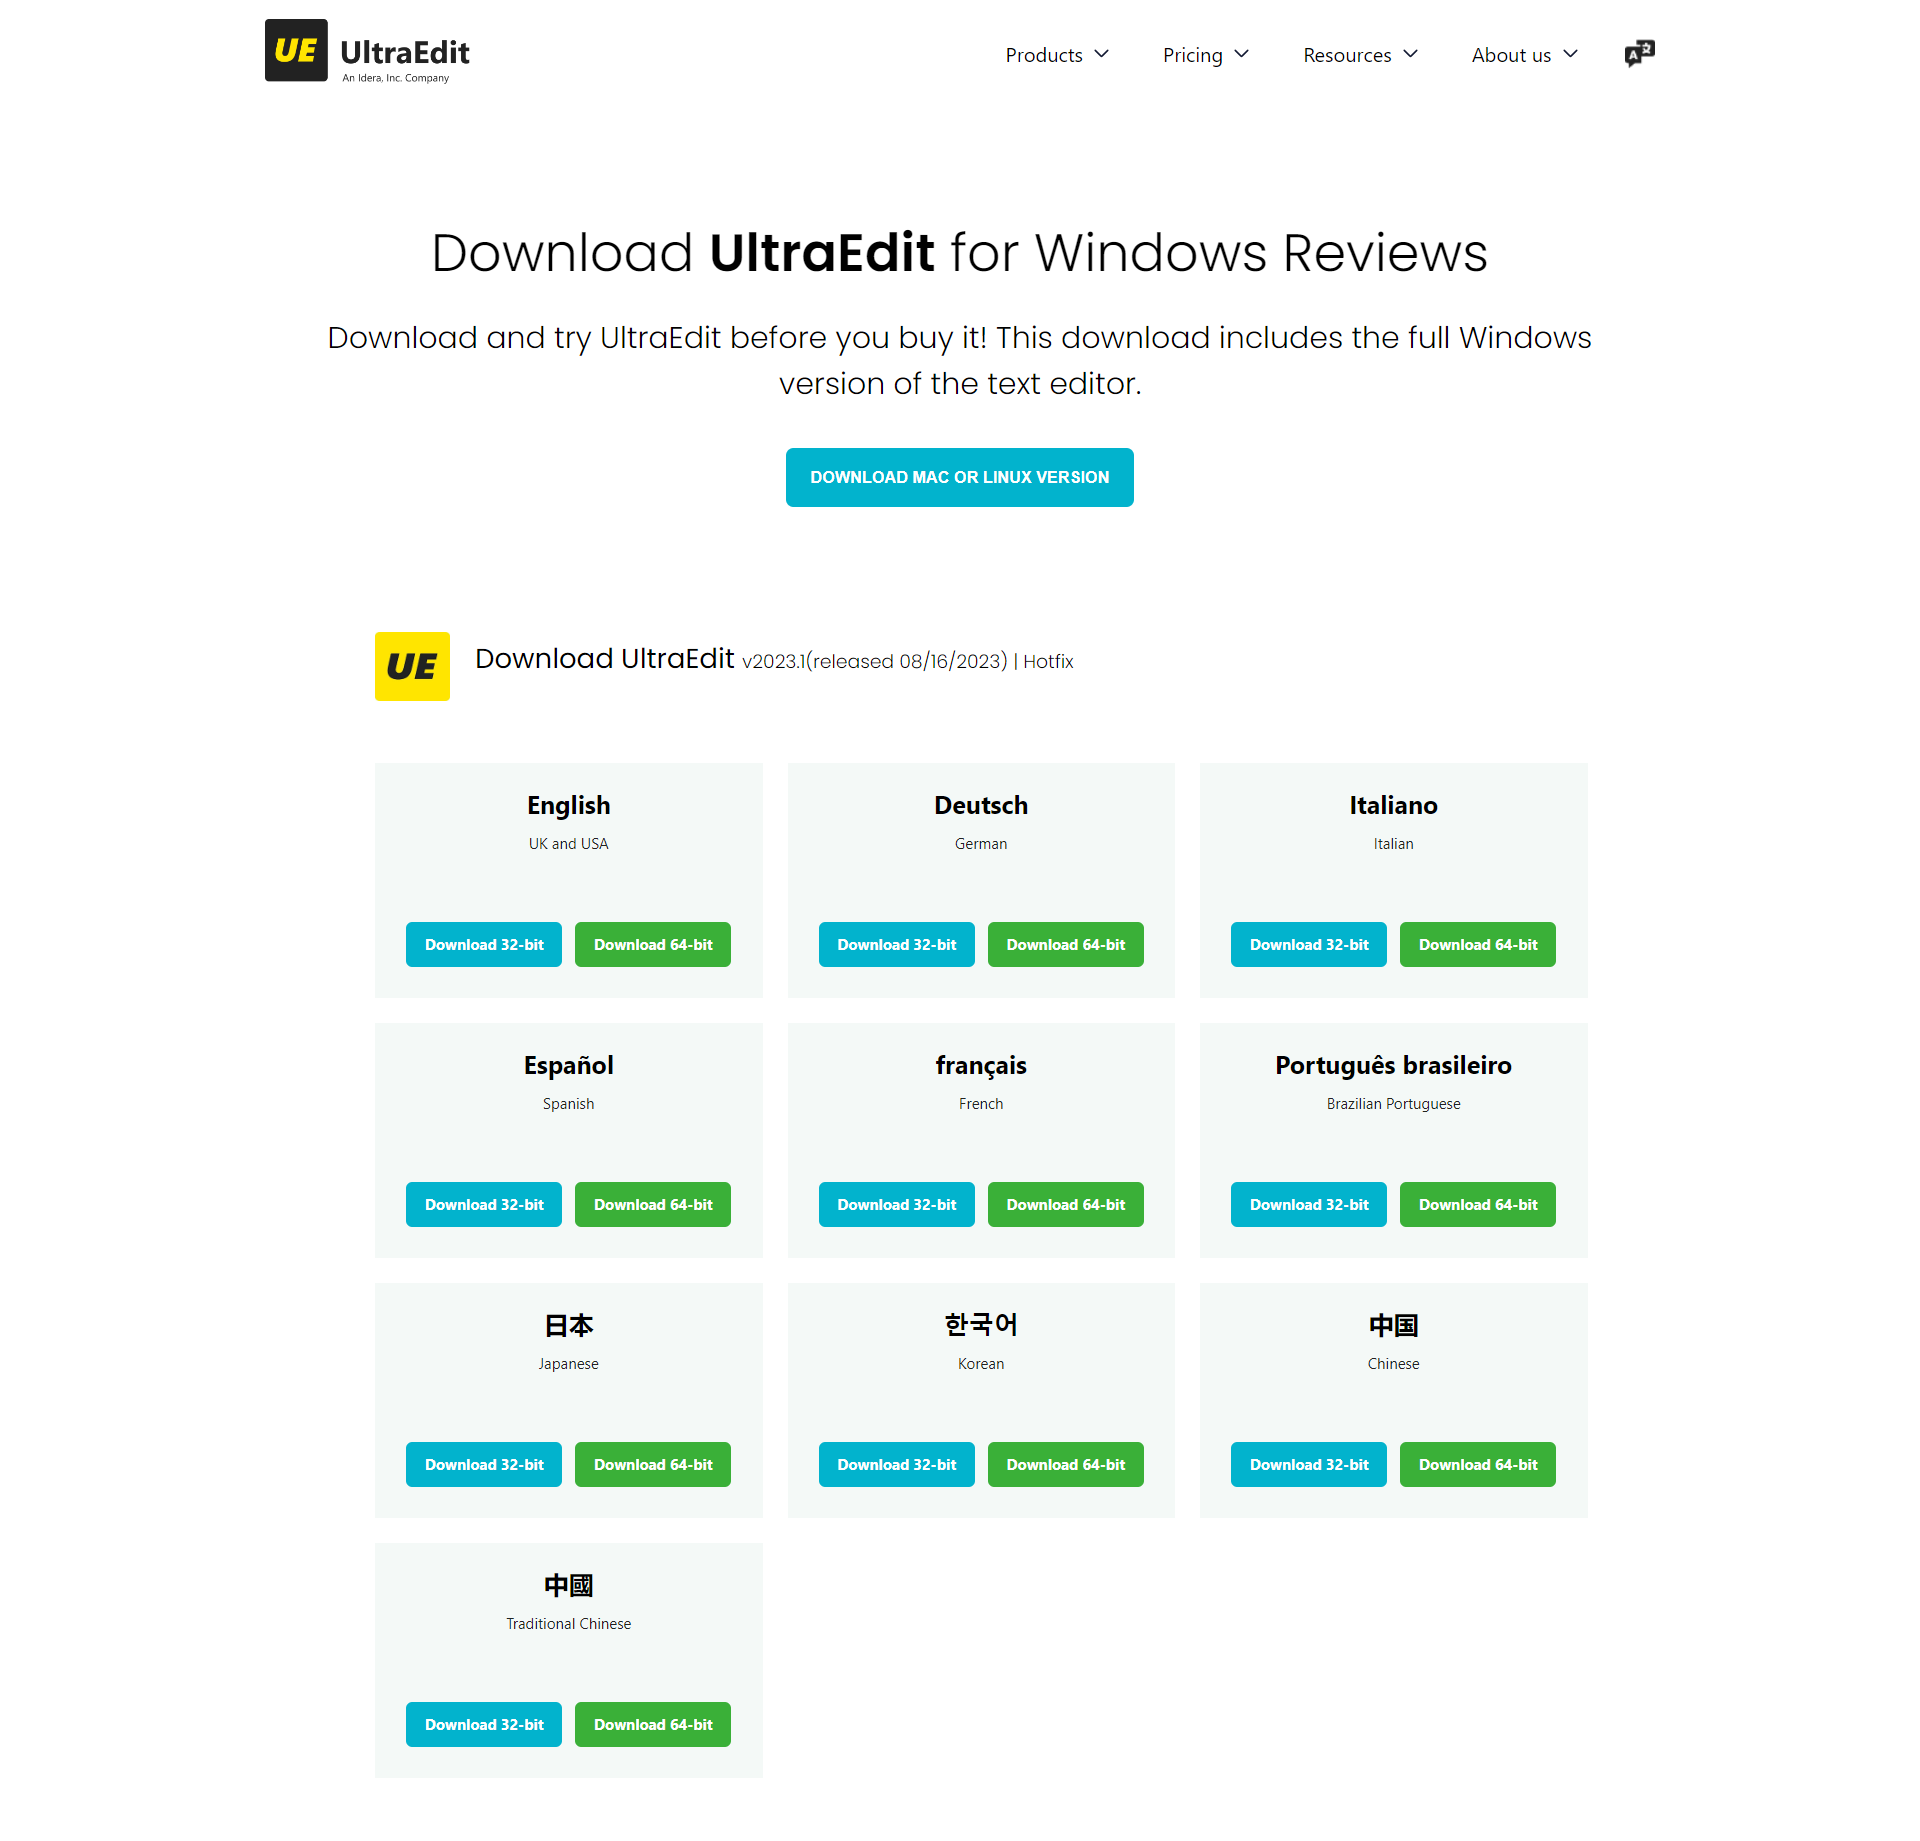 UE UltraEdit
An Idera, Inc. Company
Products Pricing Resources About us A 文
Download UltraEdit for Windows Reviews
Download and try UltraEdit before you buy it! This download includes the full Windows
version of the text editor.
DOWNLOAD MAC OR LINUX VERSION
UE Download UltraEdit v2023.1(released 08/16/2023) | Hotfix
English
UK and USA
Download 32-bit Download 64-bit
Deutsch
German
Download 32-bit Download 64-bit
Italiano
Italian
Download 32-bit Download 64-bit
Español
Spanish
Download 32-bit Download 64-bit
français
French
Download 32-bit Download 64-bit
Português brasileiro
Brazilian Portuguese
Download 32-bit Download 64-bit
日本
Japanese
Download 32-bit Download 64-bit
한국어
Korean
Download 32-bit Download 64-bit
中国
Chinese
Download 32-bit Download 64-bit
中國
Traditional Chinese
Download 32-bit Download 64-bit